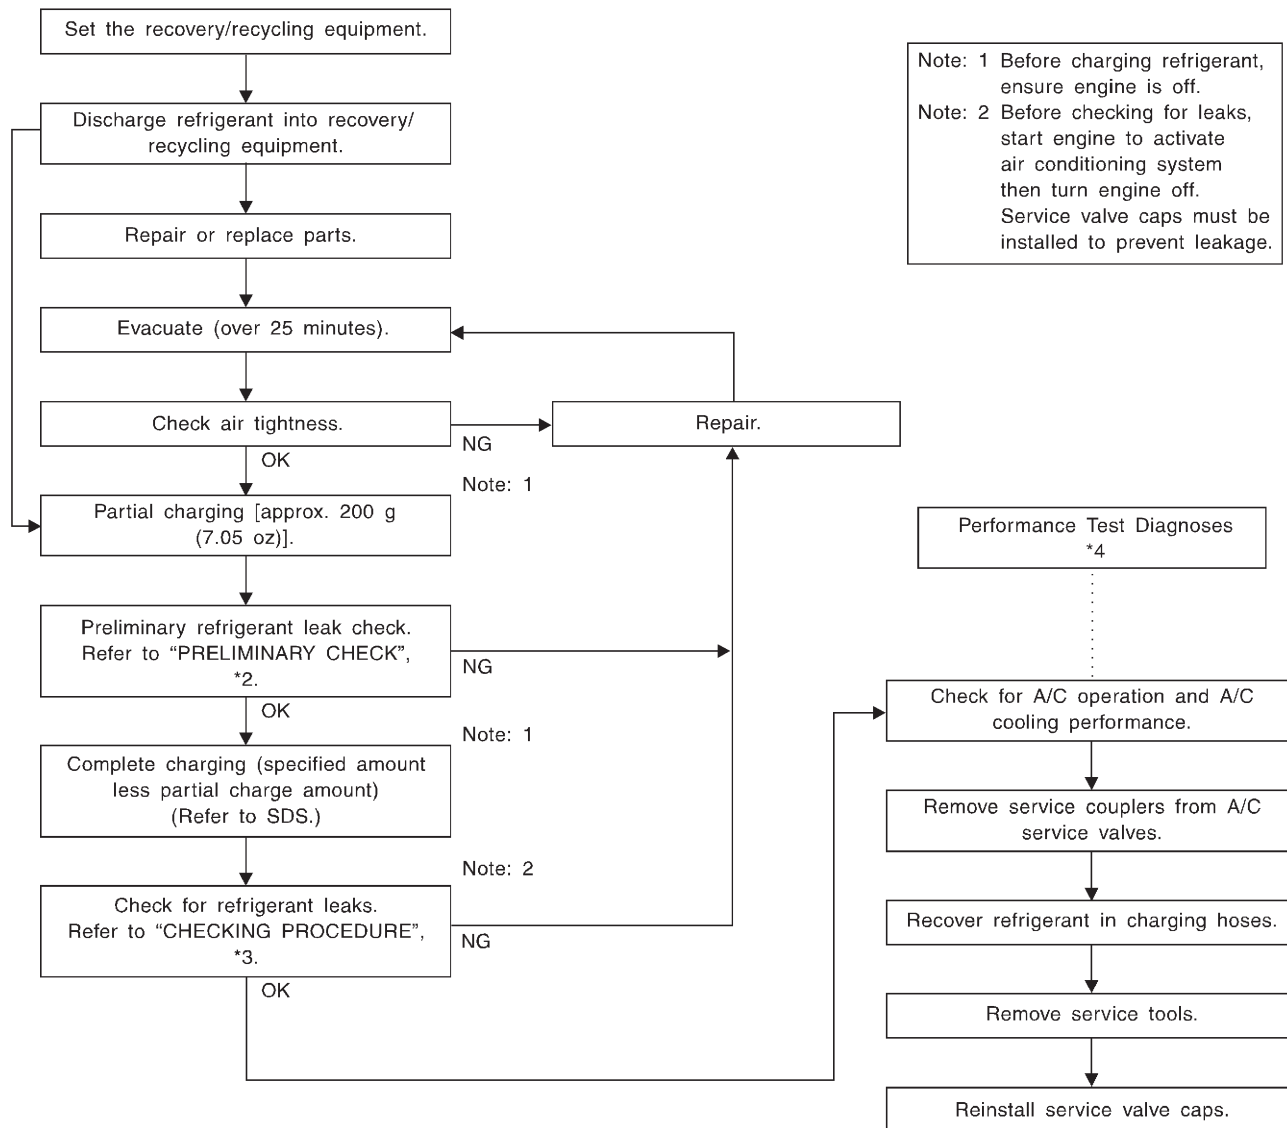 Set the recovery/recycling equipment.
Discharge refrigerant into recovery/
recycling equipment.
Repair or replace parts.
Evacuate (over 25 minutes).
Check air tightness.
NG
OK
Repair.
Note: 1
Partial charging [approx. 200 g
(7.05 oz)].
Preliminary refrigerant leak check.
Refer to “PRELIMINARY CHECK”,
*2.
NG
OK
Note: 1
Complete charging (specified amount
less partial charge amount)
(Refer to SDS.)
Note: 2
Check for refrigerant leaks.
Refer to “CHECKING PROCEDURE”,
*3.
NG
OK
Note: 1 Before charging refrigerant,
ensure engine is off.
Note: 2 Before checking for leaks,
start engine to activate
air conditioning system
then turn engine off.
Service valve caps must be
installed to prevent leakage.
Performance Test Diagnoses
*4
Check for A/C operation and A/C
cooling performance.
Remove service couplers from A/C
service valves.
Recover refrigerant in charging hoses.
Remove service tools.
Reinstall service valve caps.